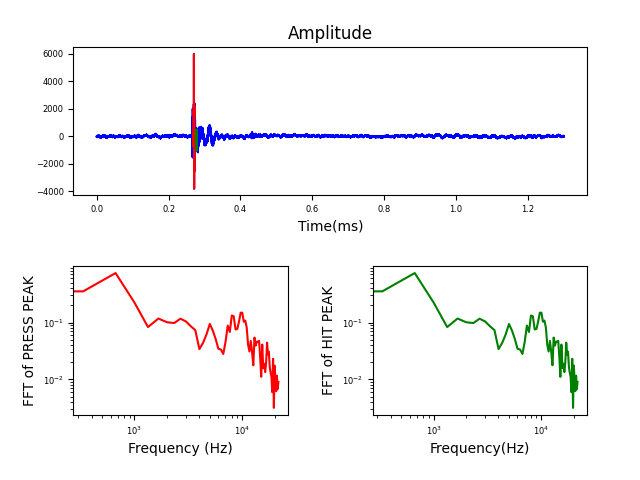 Amplitude
6000
4000
2000
0
−2000
−4000
0.0 0.2 0.4 0.6 0.8 1.0 1.2
Time(ms)
FFT of PRESS PEAK
10⁻¹
10⁻²
10³ 10⁴
Frequency (Hz)
FFT of HIT PEAK
10⁻¹
10⁻²
10³ 10⁴
Frequency(Hz)